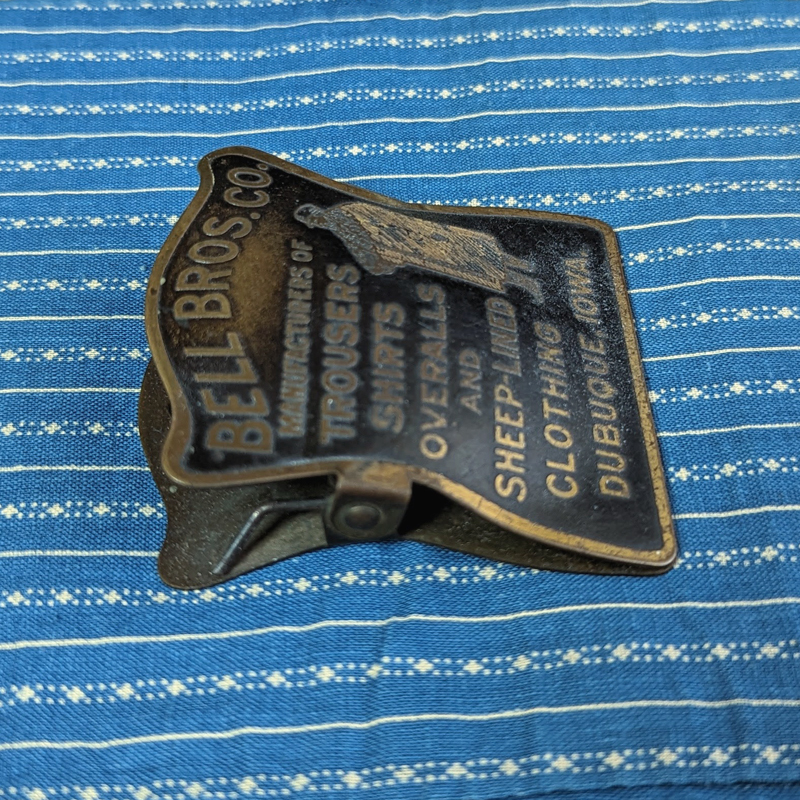 BELL BROS. CO.
MANUFACTURERS OF
TROUSERS
SHIRTS
OVERALLS
AND
SHEEP-LINED
CLOTHING
DUBUQUE, IOWA.